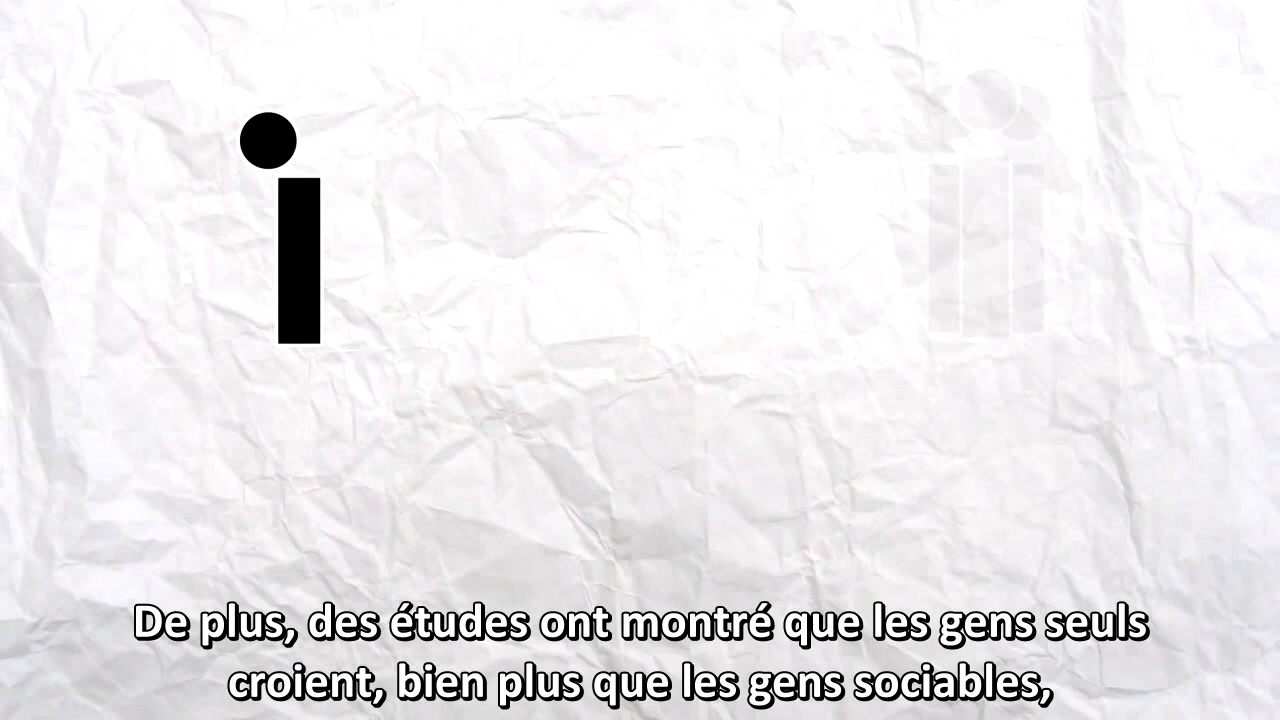 De plus, des études ont montré que les gens seuls
croient, bien plus que les gens sociables,